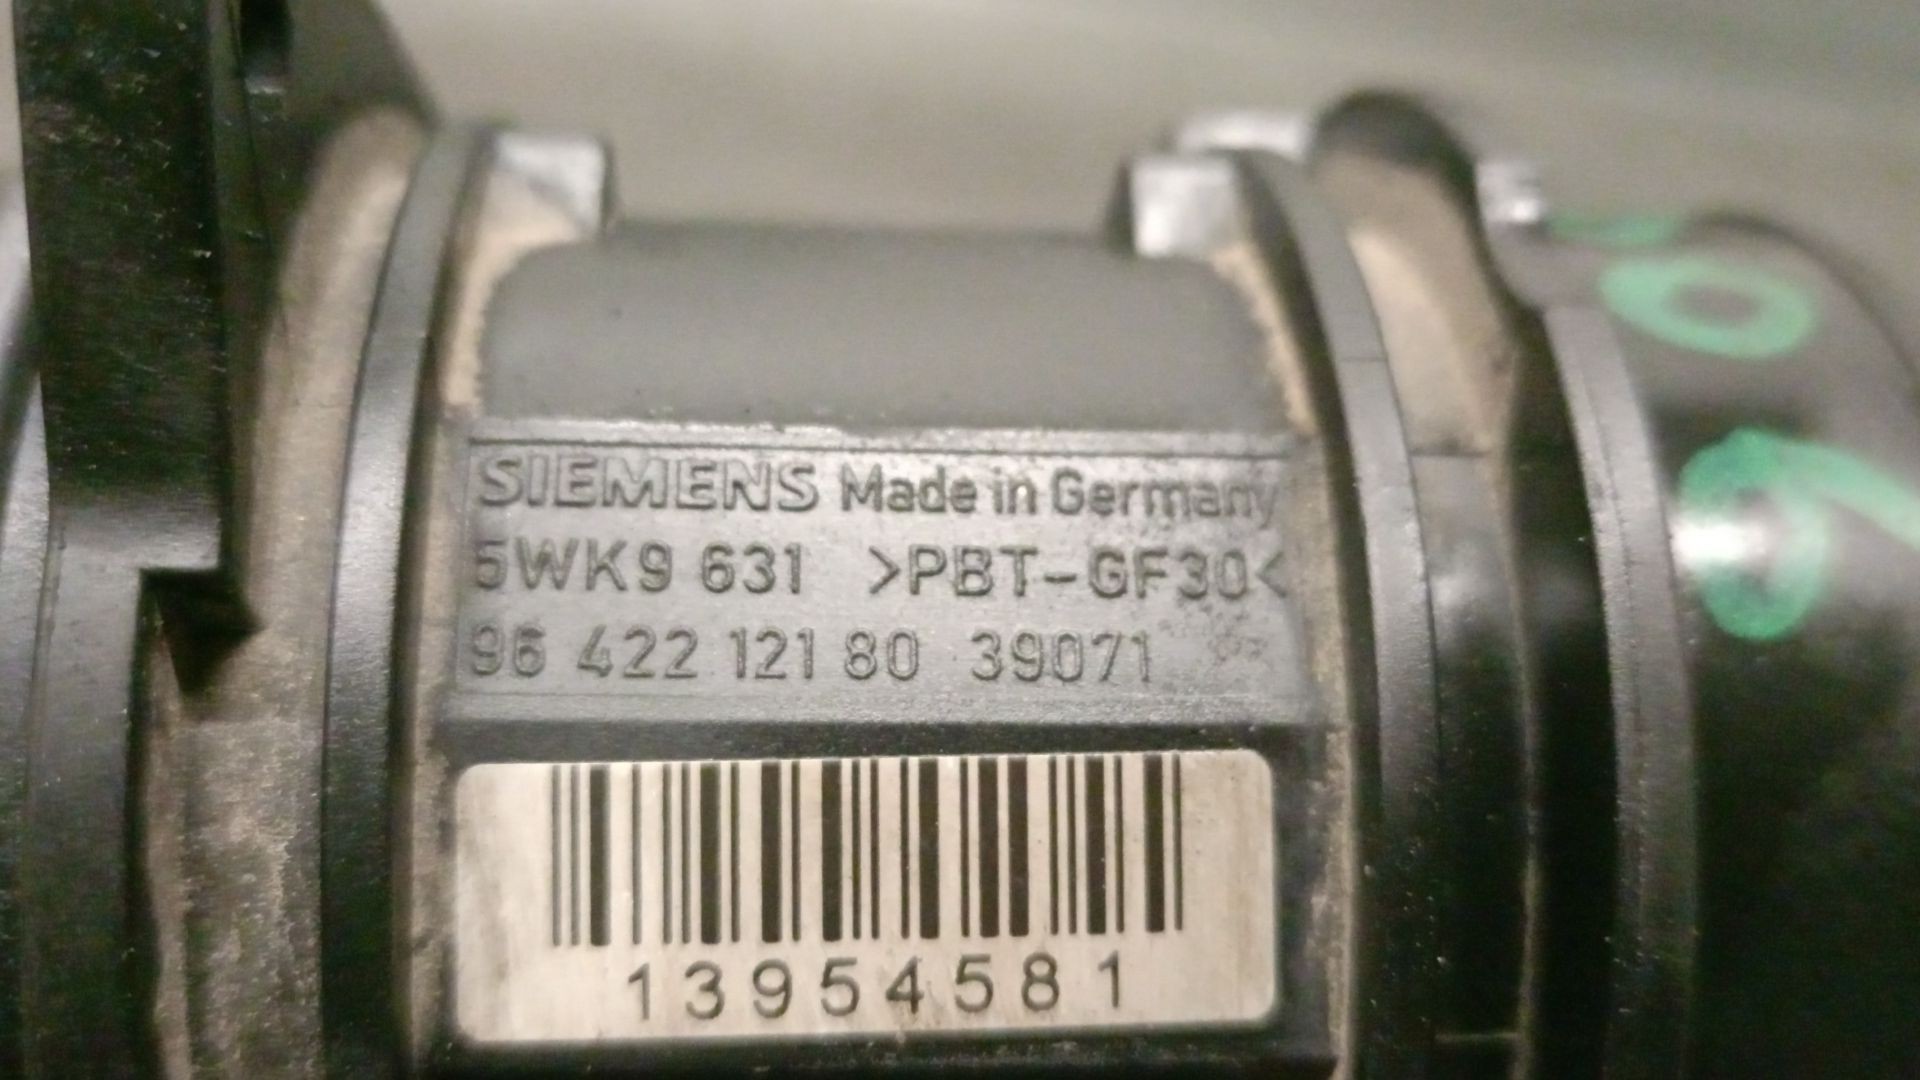 SIEMENS Made in Germany
5WK9 631 >PBT-GF30<
96 422 121 80 39071
13954581